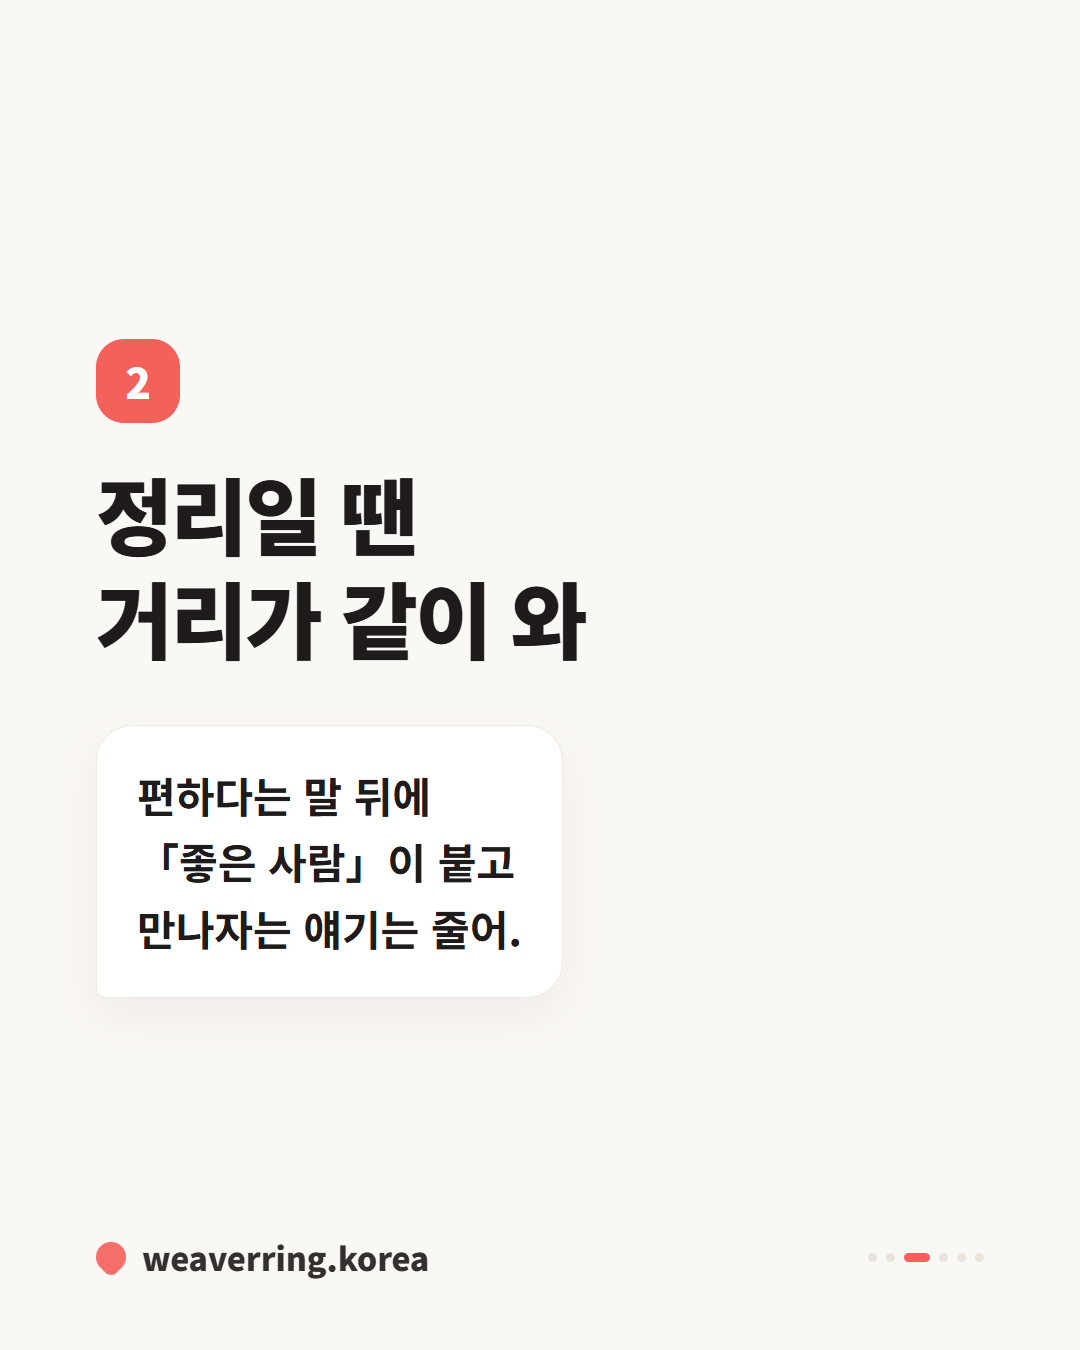 2
정리일 땐
거리가 같이 와
편하다는 말 뒤에
「좋은 사람」이 붙고
만나자는 얘기는 줄어.
weaverring.korea